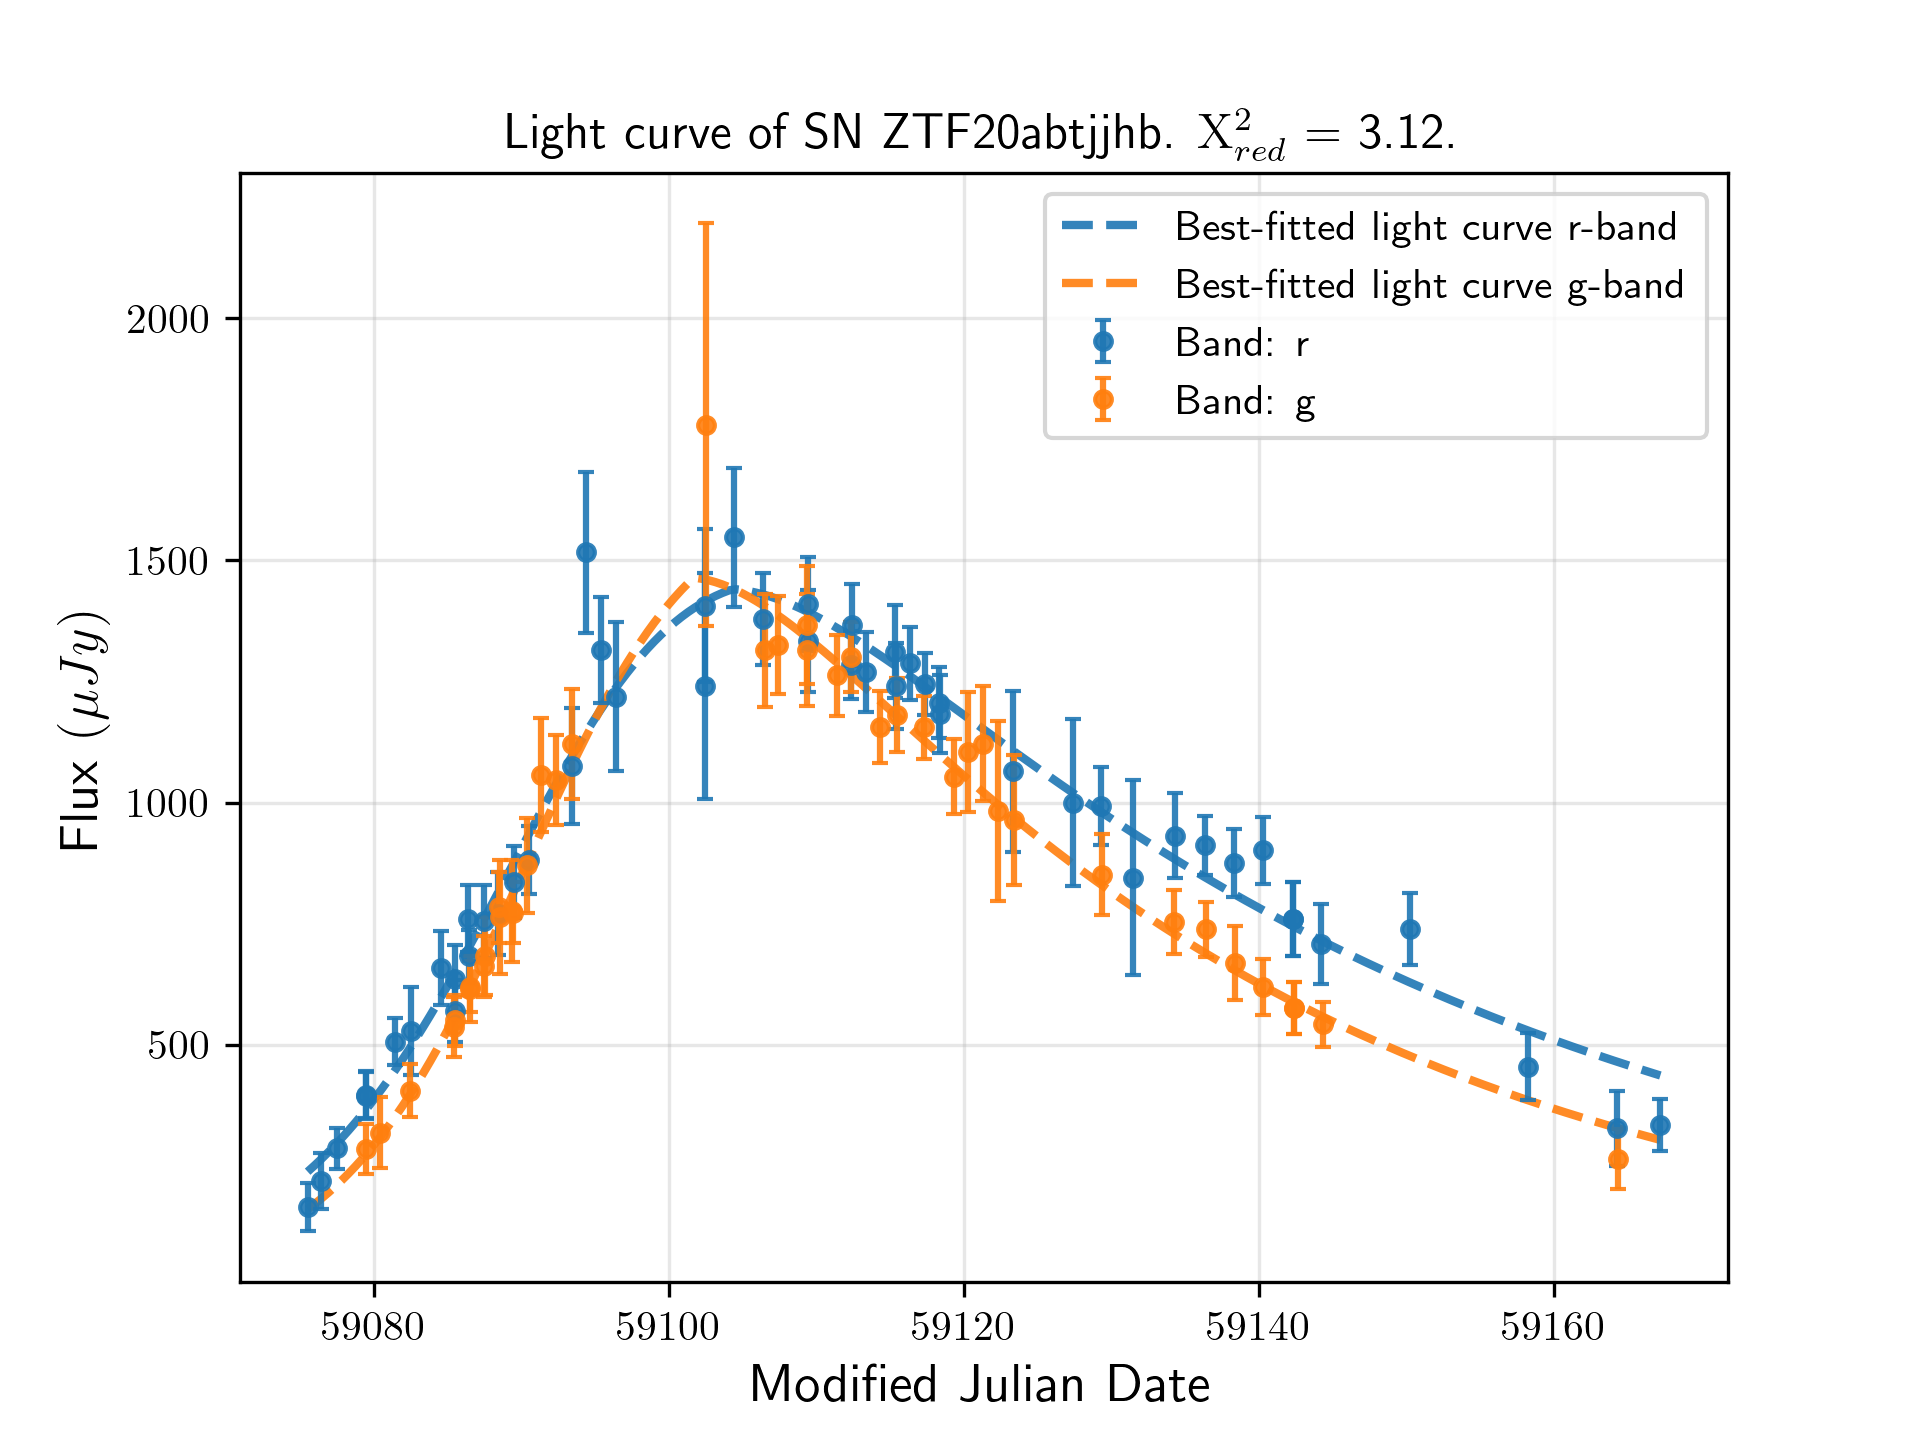 Light curve of SN ZTF20abtjjhb. X²_red = 3.12.
Best-fitted light curve r-band
Best-fitted light curve g-band
Band: r
Band: g
2000
1500
1000
500
Flux (μJy)
59080 59100 59120 59140 59160
Modified Julian Date